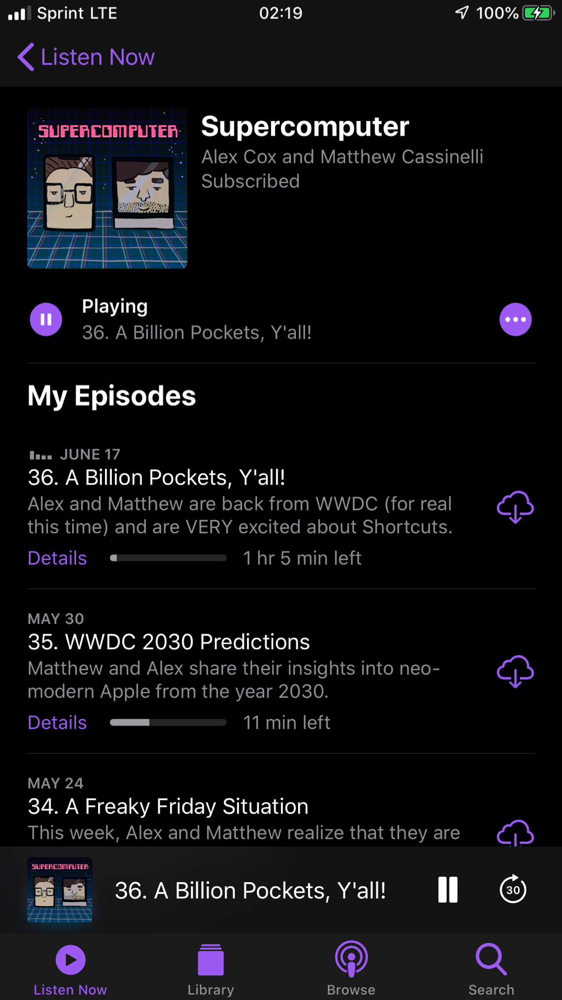 Sprint LTE 02:19 100%
Listen Now
SUPERCOMPUTER
Supercomputer
Alex Cox and Matthew Cassinelli
Subscribed
Playing
36. A Billion Pockets, Y'all!
My Episodes
JUNE 17
36. A Billion Pockets, Y'all!
Alex and Matthew are back from WWDC (for real
this time) and are VERY excited about Shortcuts.
Details 1 hr 5 min left
MAY 30
35. WWDC 2030 Predictions
Matthew and Alex share their insights into neo-
modern Apple from the year 2030.
Details 11 min left
MAY 24
34. A Freaky Friday Situation
This week, Alex and Matthew realize that they are
SUPERCOMPUTER
36. A Billion Pockets, Y'all! 30
Listen Now Library Browse Search